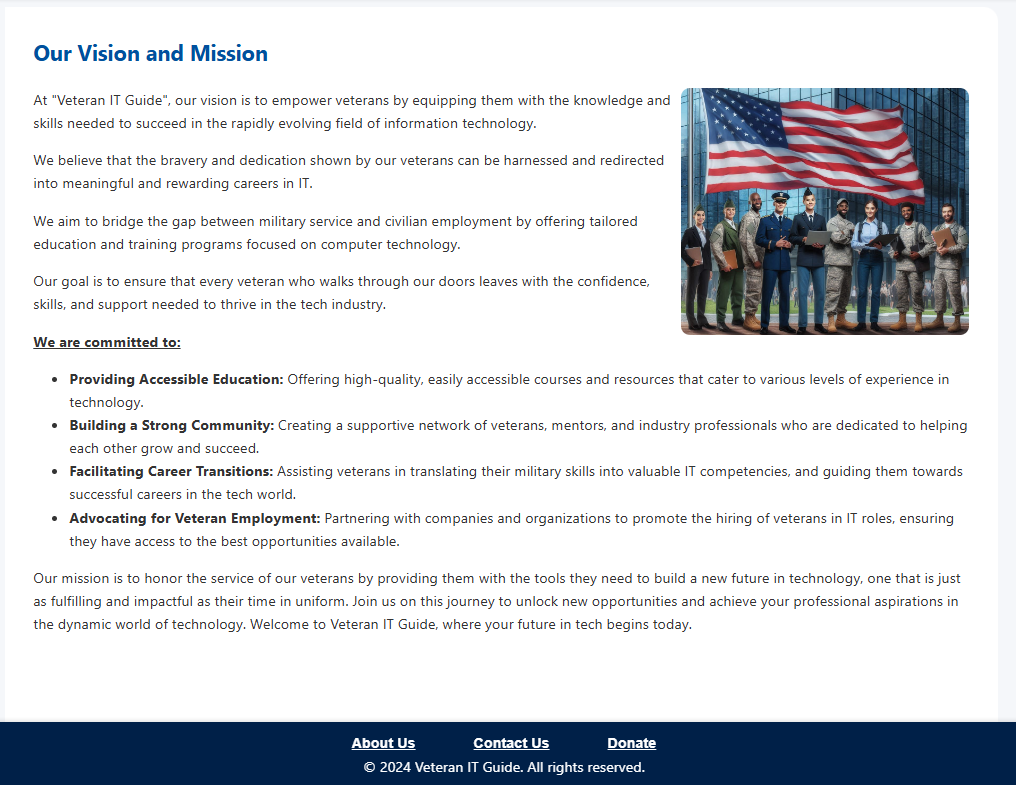 Our Vision and Mission
At "Veteran IT Guide", our vision is to empower veterans by equipping them with the knowledge and
skills needed to succeed in the rapidly evolving field of information technology.
We believe that the bravery and dedication shown by our veterans can be harnessed and redirected
into meaningful and rewarding careers in IT.
We aim to bridge the gap between military service and civilian employment by offering tailored
education and training programs focused on computer technology.
Our goal is to ensure that every veteran who walks through our doors leaves with the confidence,
skills, and support needed to thrive in the tech industry.
We are committed to:
• Providing Accessible Education: Offering high-quality, easily accessible courses and resources that cater to various levels of experience in
technology.
• Building a Strong Community: Creating a supportive network of veterans, mentors, and industry professionals who are dedicated to helping
each other grow and succeed.
• Facilitating Career Transitions: Assisting veterans in translating their military skills into valuable IT competencies, and guiding them towards
successful careers in the tech world.
• Advocating for Veteran Employment: Partnering with companies and organizations to promote the hiring of veterans in IT roles, ensuring
they have access to the best opportunities available.
Our mission is to honor the service of our veterans by providing them with the tools they need to build a new future in technology, one that is just
as fulfilling and impactful as their time in uniform. Join us on this journey to unlock new opportunities and achieve your professional aspirations in
the dynamic world of technology. Welcome to Veteran IT Guide, where your future in tech begins today.
About Us Contact Us Donate
© 2024 Veteran IT Guide. All rights reserved.